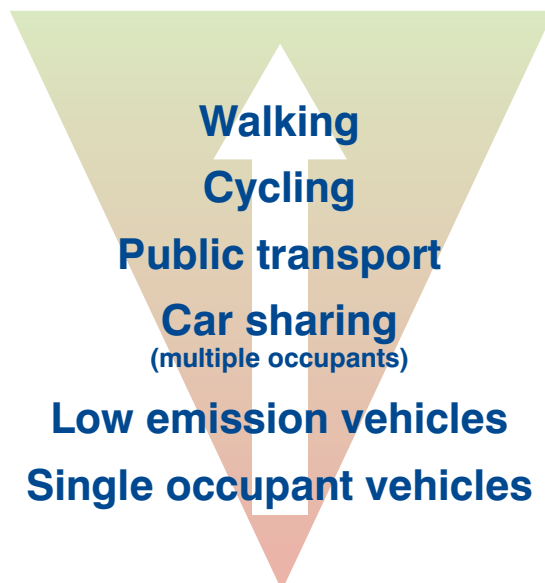 Walking
Cycling
Public transport
Car sharing
(multiple occupants)
Low emission vehicles
Single occupant vehicles